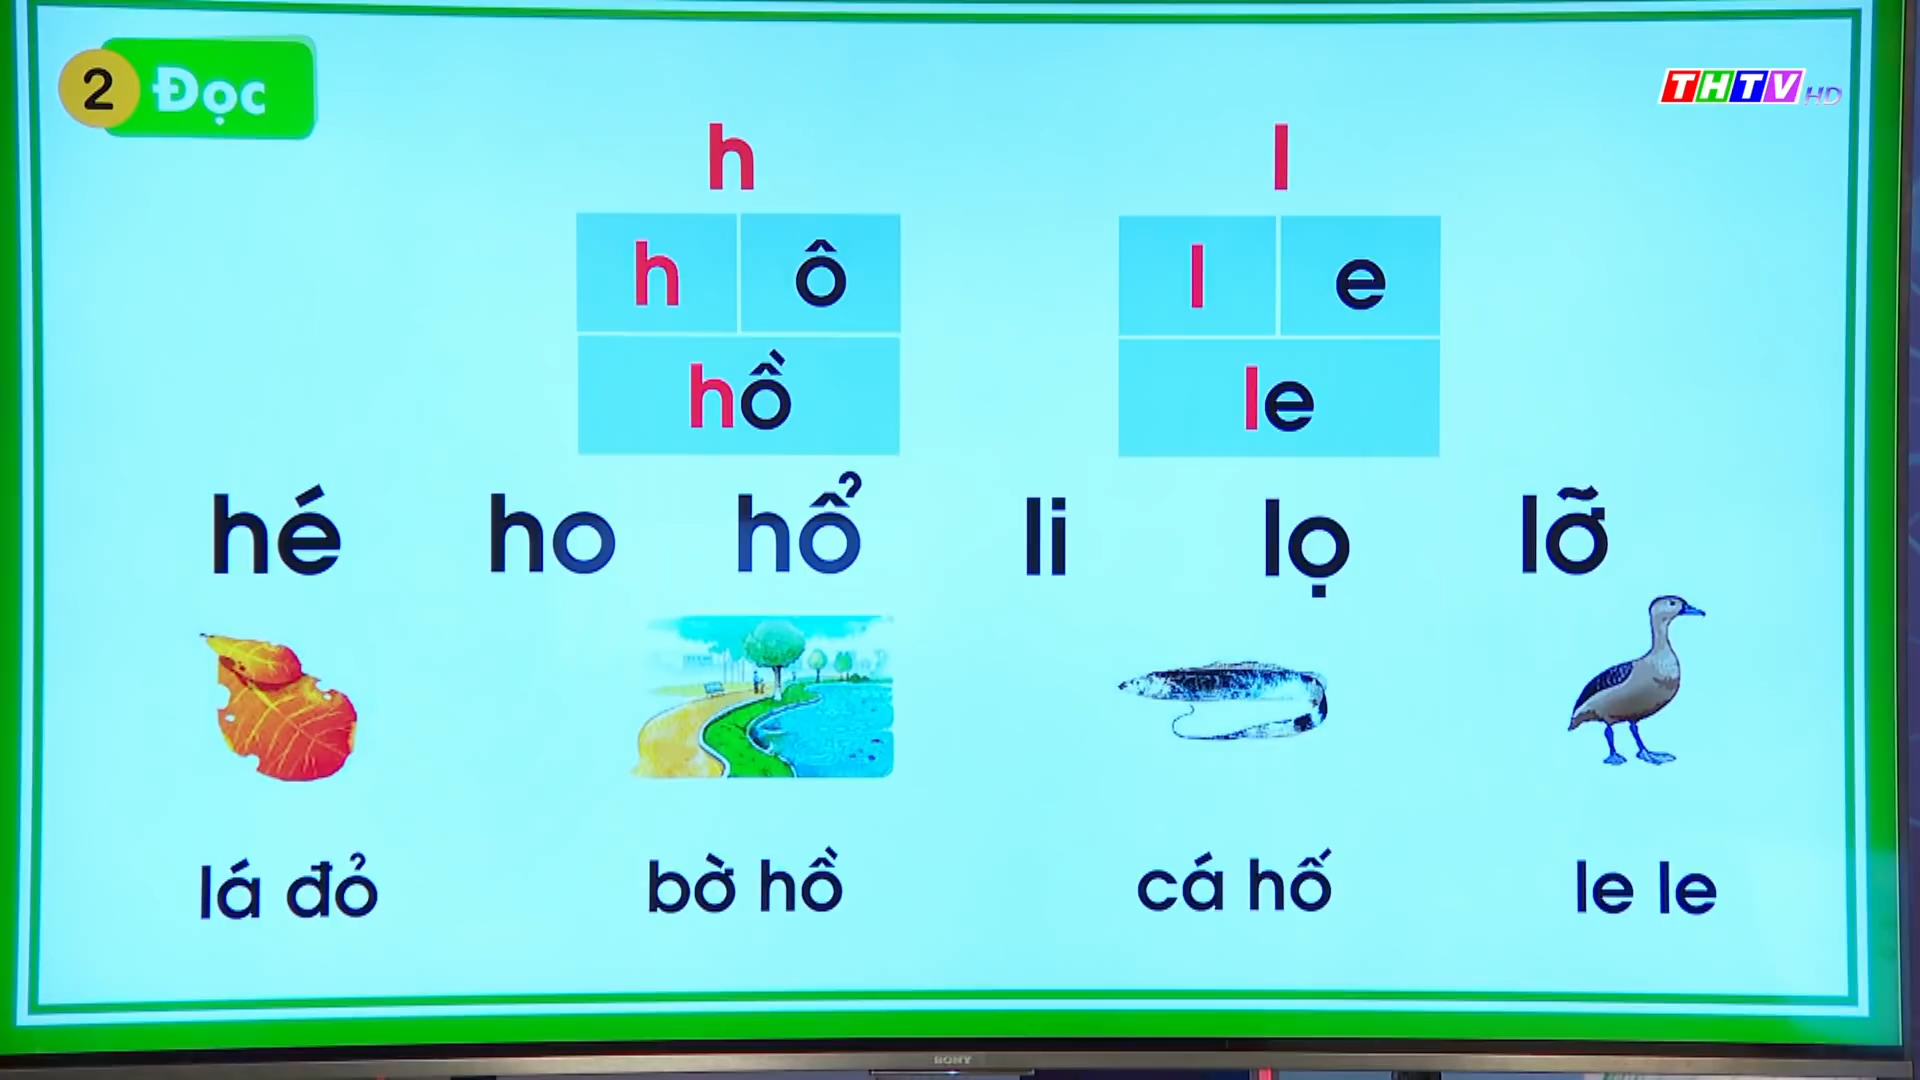 2 Đọc
THTV HD
h l
h ô l e
hồ le
hé ho hổ li lọ lỡ
lá đỏ bờ hồ cá hố le le
SONY